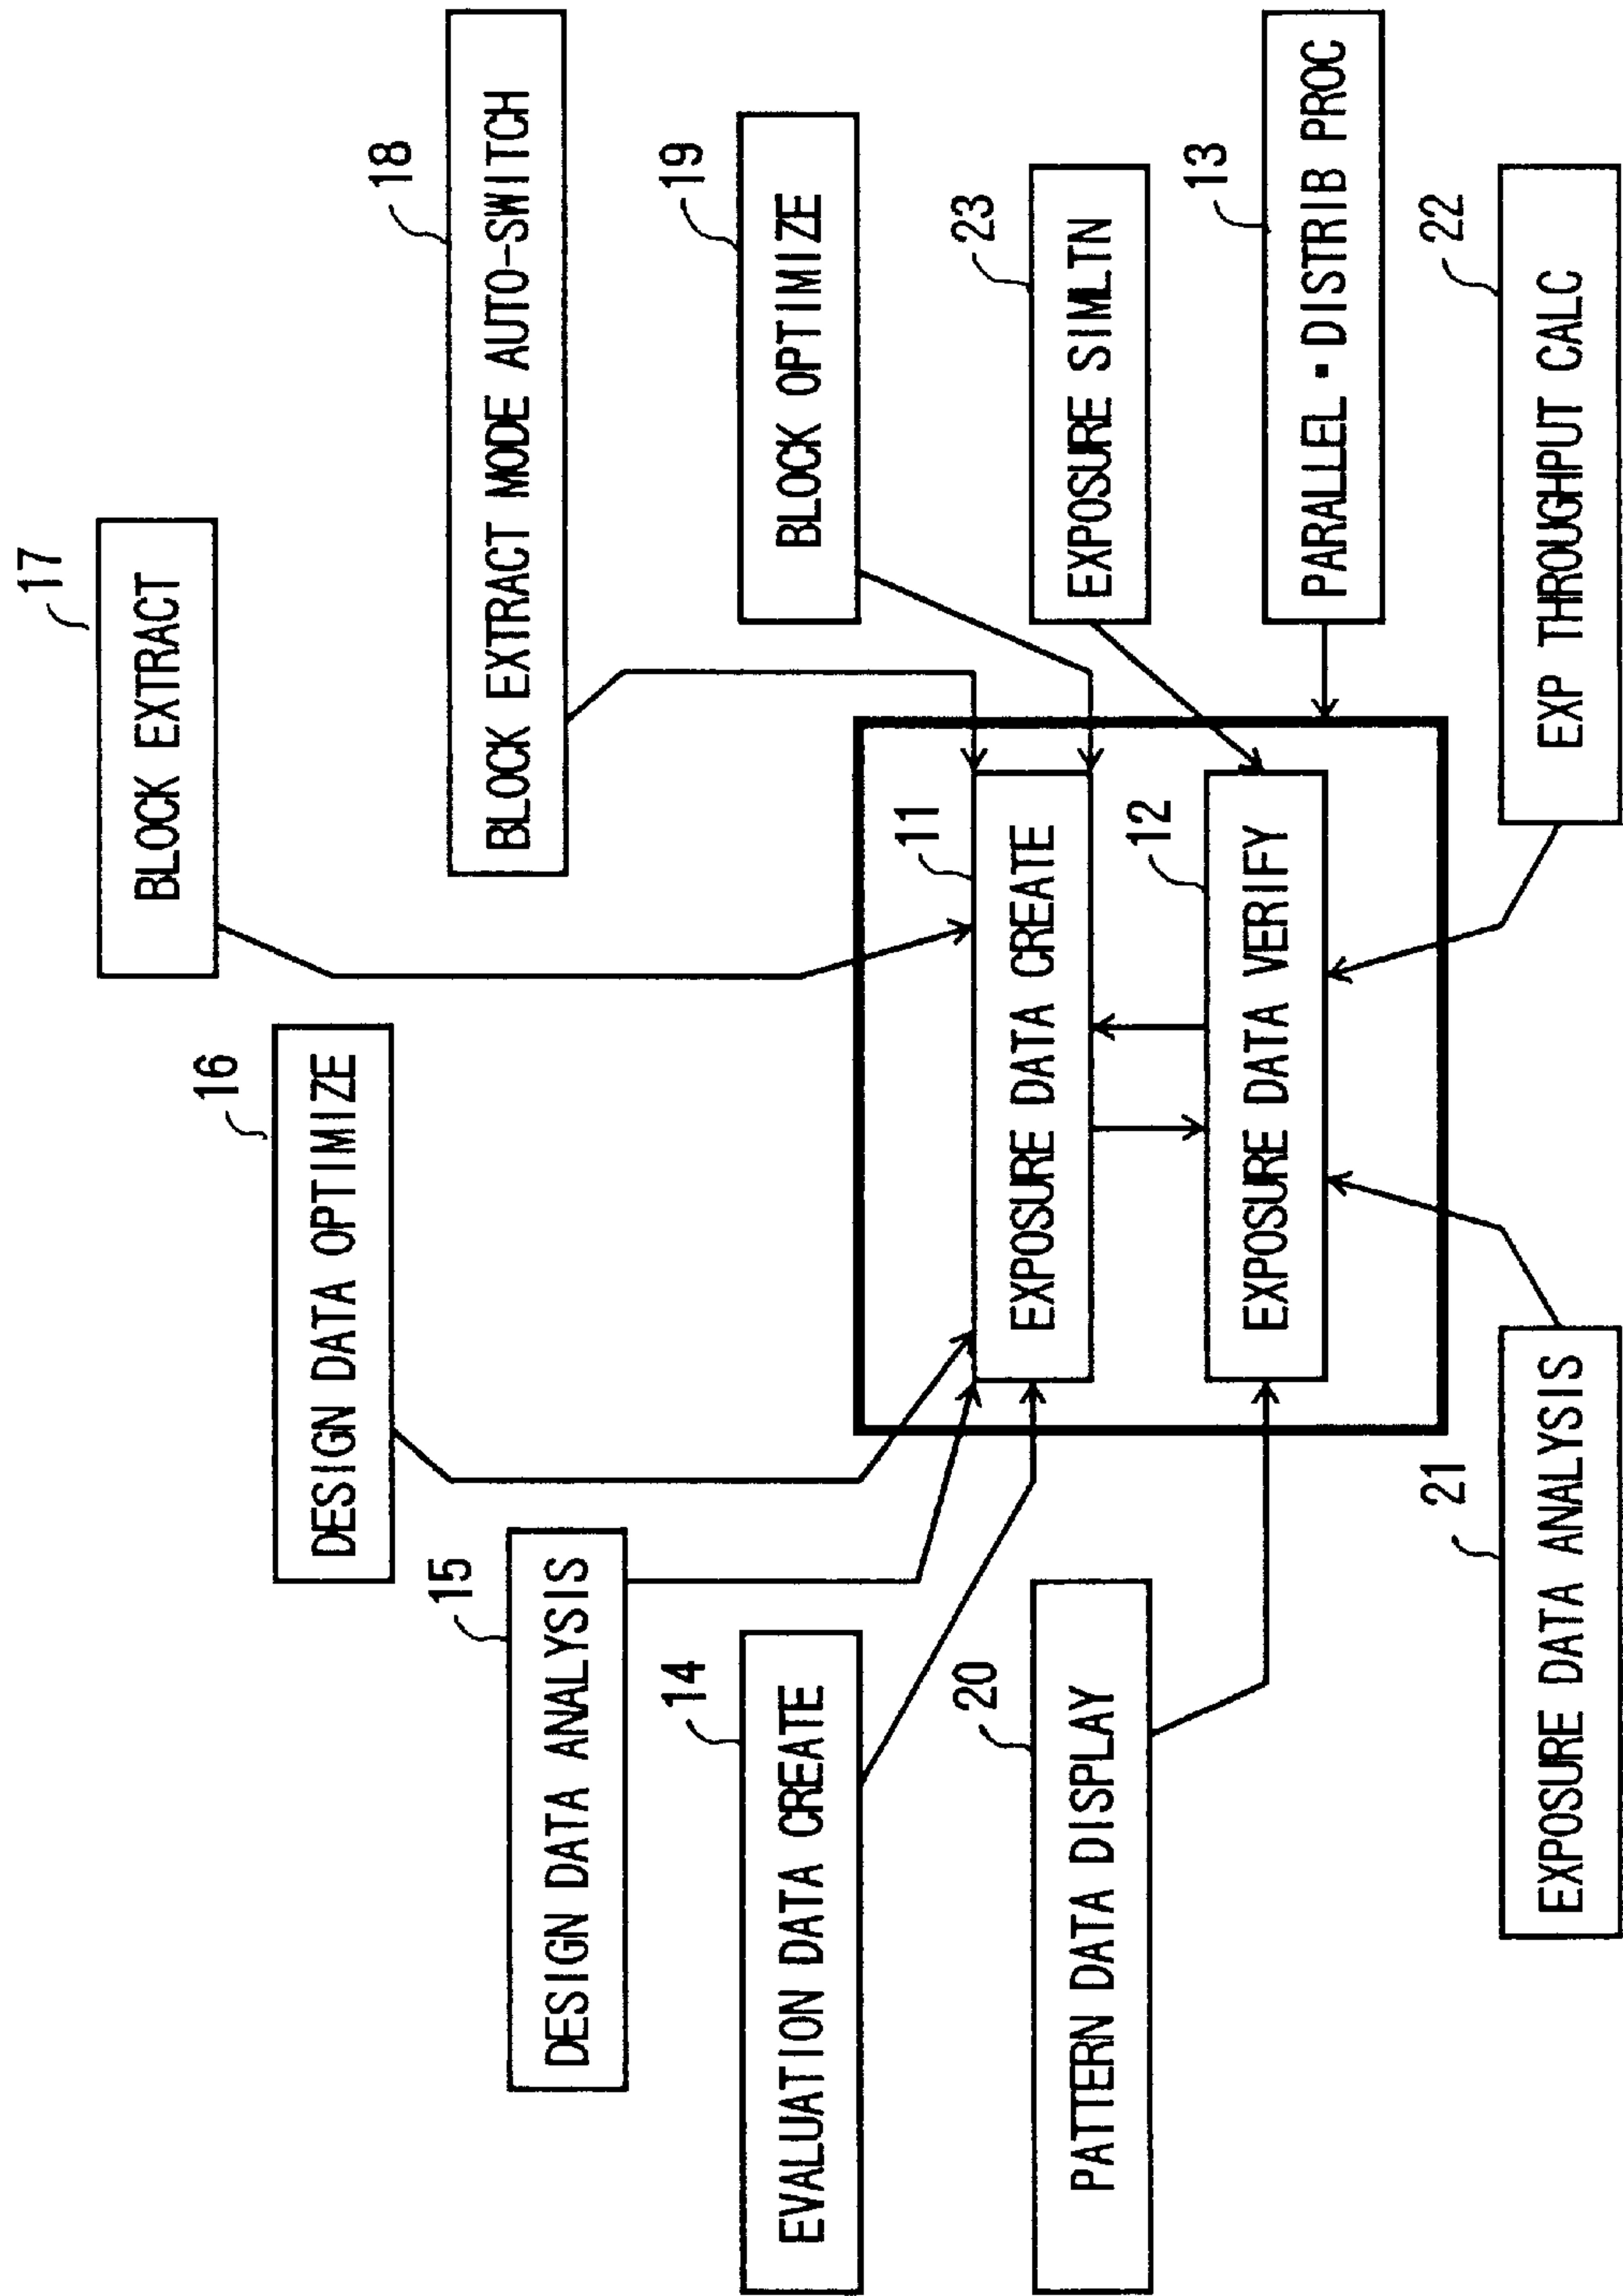 17
BLOCK EXTRACT
16
DESIGN DATA OPTIMIZE
18
BLOCK EXTRACT MODE AUTO-SWITCH
15
DESIGN DATA ANALYSIS
14
EVALUATION DATA CREATE
19
BLOCK OPTIMIZE
11
EXPOSURE DATA CREATE
20
PATTERN DATA DISPLAY
23
EXPOSURE SIMLTN
12
EXPOSURE DATA VERIFY
13
PARALLEL・DISTRIB PROC
21
EXPOSURE DATA ANALYSIS
22
EXP THROUGHPUT CALC